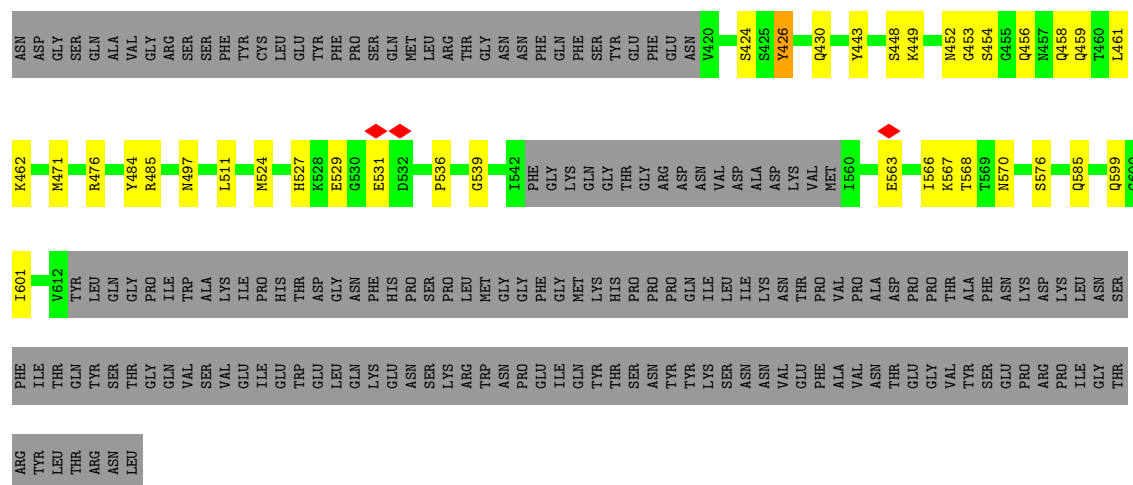 ASN ASP GLY SER GLN ALA VAL GLY ARG SER SER PHE TYR CYS LEU GLU TYR PHE PRO SER GLN MET LEU ARG THR GLY ASN ASN PHE GLN PHE SER TYR GLU PHE GLU ASN V420 S424 S425 Y426 Q430 Y443 S448 K449 N452 G453 S454 G455 Q456 N457 Q458 Q459 T460 L461
K462 M471 R476 Y484 R485 N497 L511 M524 H527 K528 E529 G530 E531 D532 P536 G539 I542 PHE GLY LYS GLN GLY THR GLY ARG ASP ASN VAL ASP ALA ASP LYS VAL MET I560 E563 I566 K567 T568 T569 N570 S576 Q585 Q599 G600
I601 V612 TYR LEU GLN GLY PRO ILE TRP ALA LYS ILE PRO HIS THR ASP GLY ASN PHE HIS PRO SER PRO LEU MET GLY GLY PHE GLY MET LYS HIS PRO PRO PRO GLN ILE LEU ILE LYS ASN THR PRO VAL PRO ALA ASP PRO PRO THR ALA PHE ASN LYS ASP LYS LEU ASN SER
PHE ILE THR GLN TYR SER THR GLY GLN VAL SER VAL GLU ILE GLU TRP GLU LEU GLN LYS GLU ASN SER LYS ARG TRP ASN PRO GLU ILE GLN TYR THR SER ASN TYR TYR LYS SER ASN ASN VAL GLU PHE ALA VAL ASN THR GLU GLY VAL TYR SER GLU PRO ARG PRO ILE GLY THR
ARG TYR LEU THR ARG ASN LEU